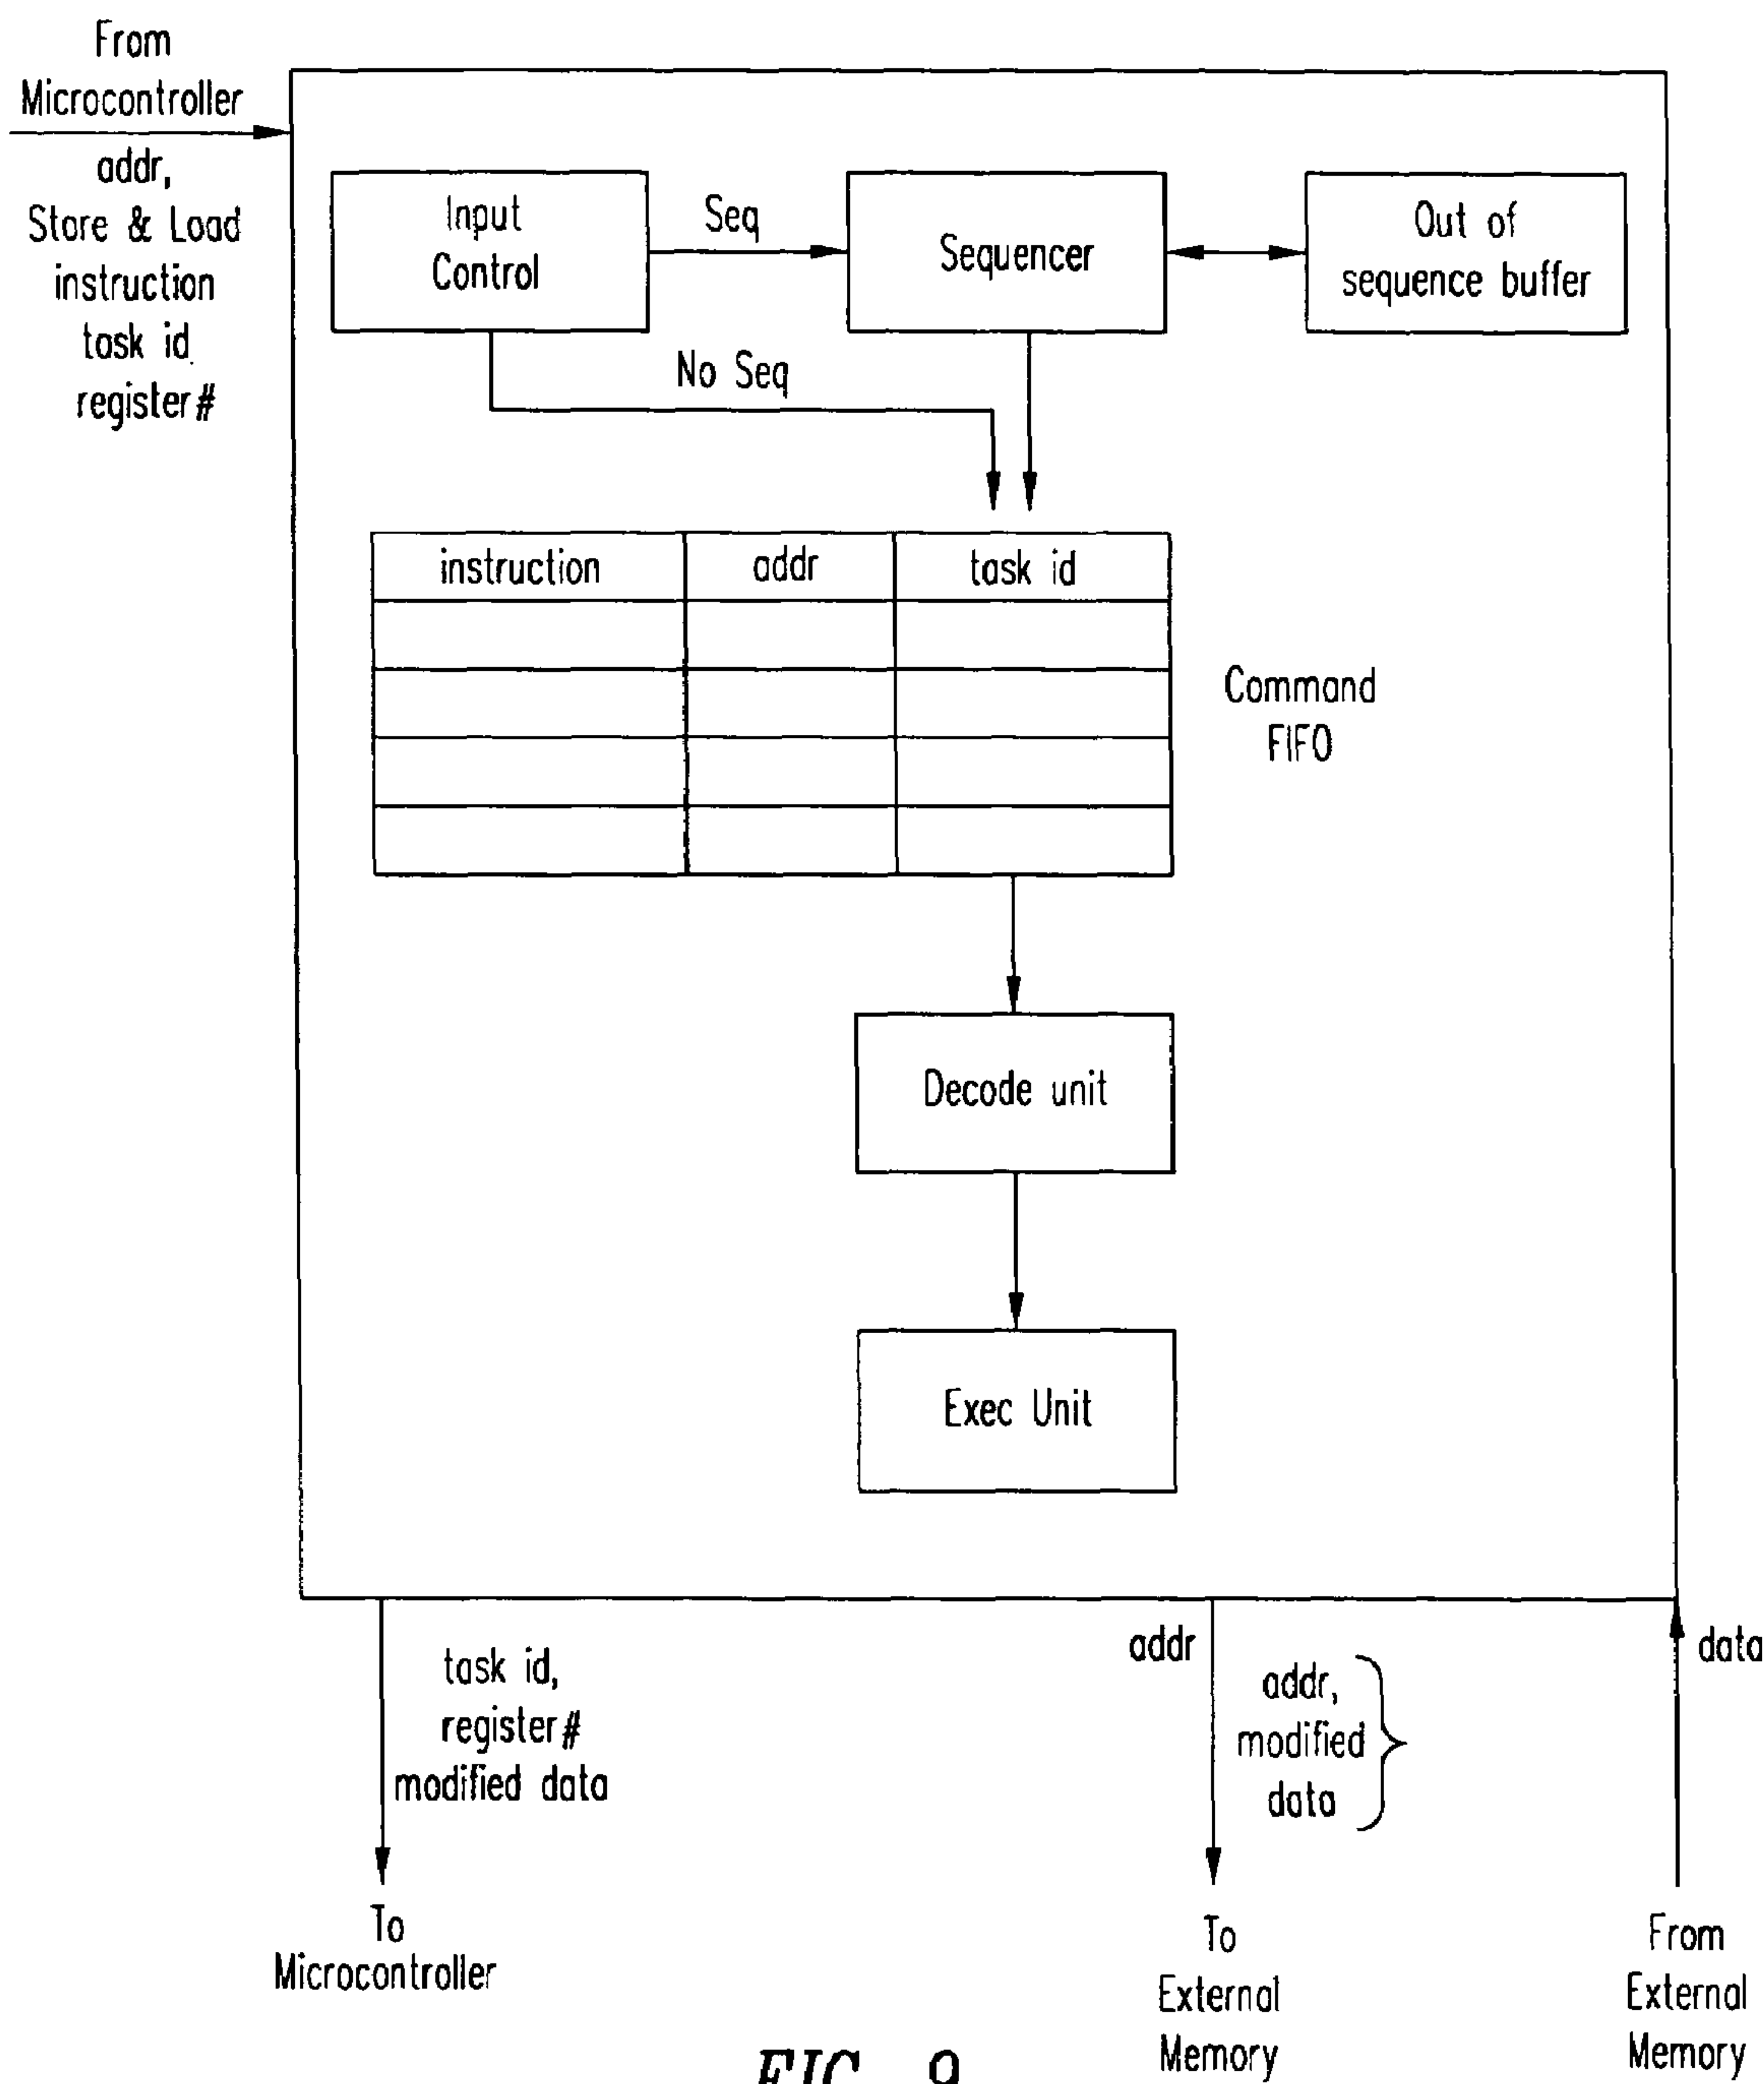 From
Microcontroller
addr,
Store & Load
instruction
task id
register#
Input
Control
Seq
Sequencer
Out of
sequence buffer
No Seq
instruction addr task id
Command
FIFO
Decode unit
Exec Unit
task id,
register#
modified data
To
Microcontroller
addr
addr,
modified
data
To
External
Memory
data
From
External
Memory
FIG. 9